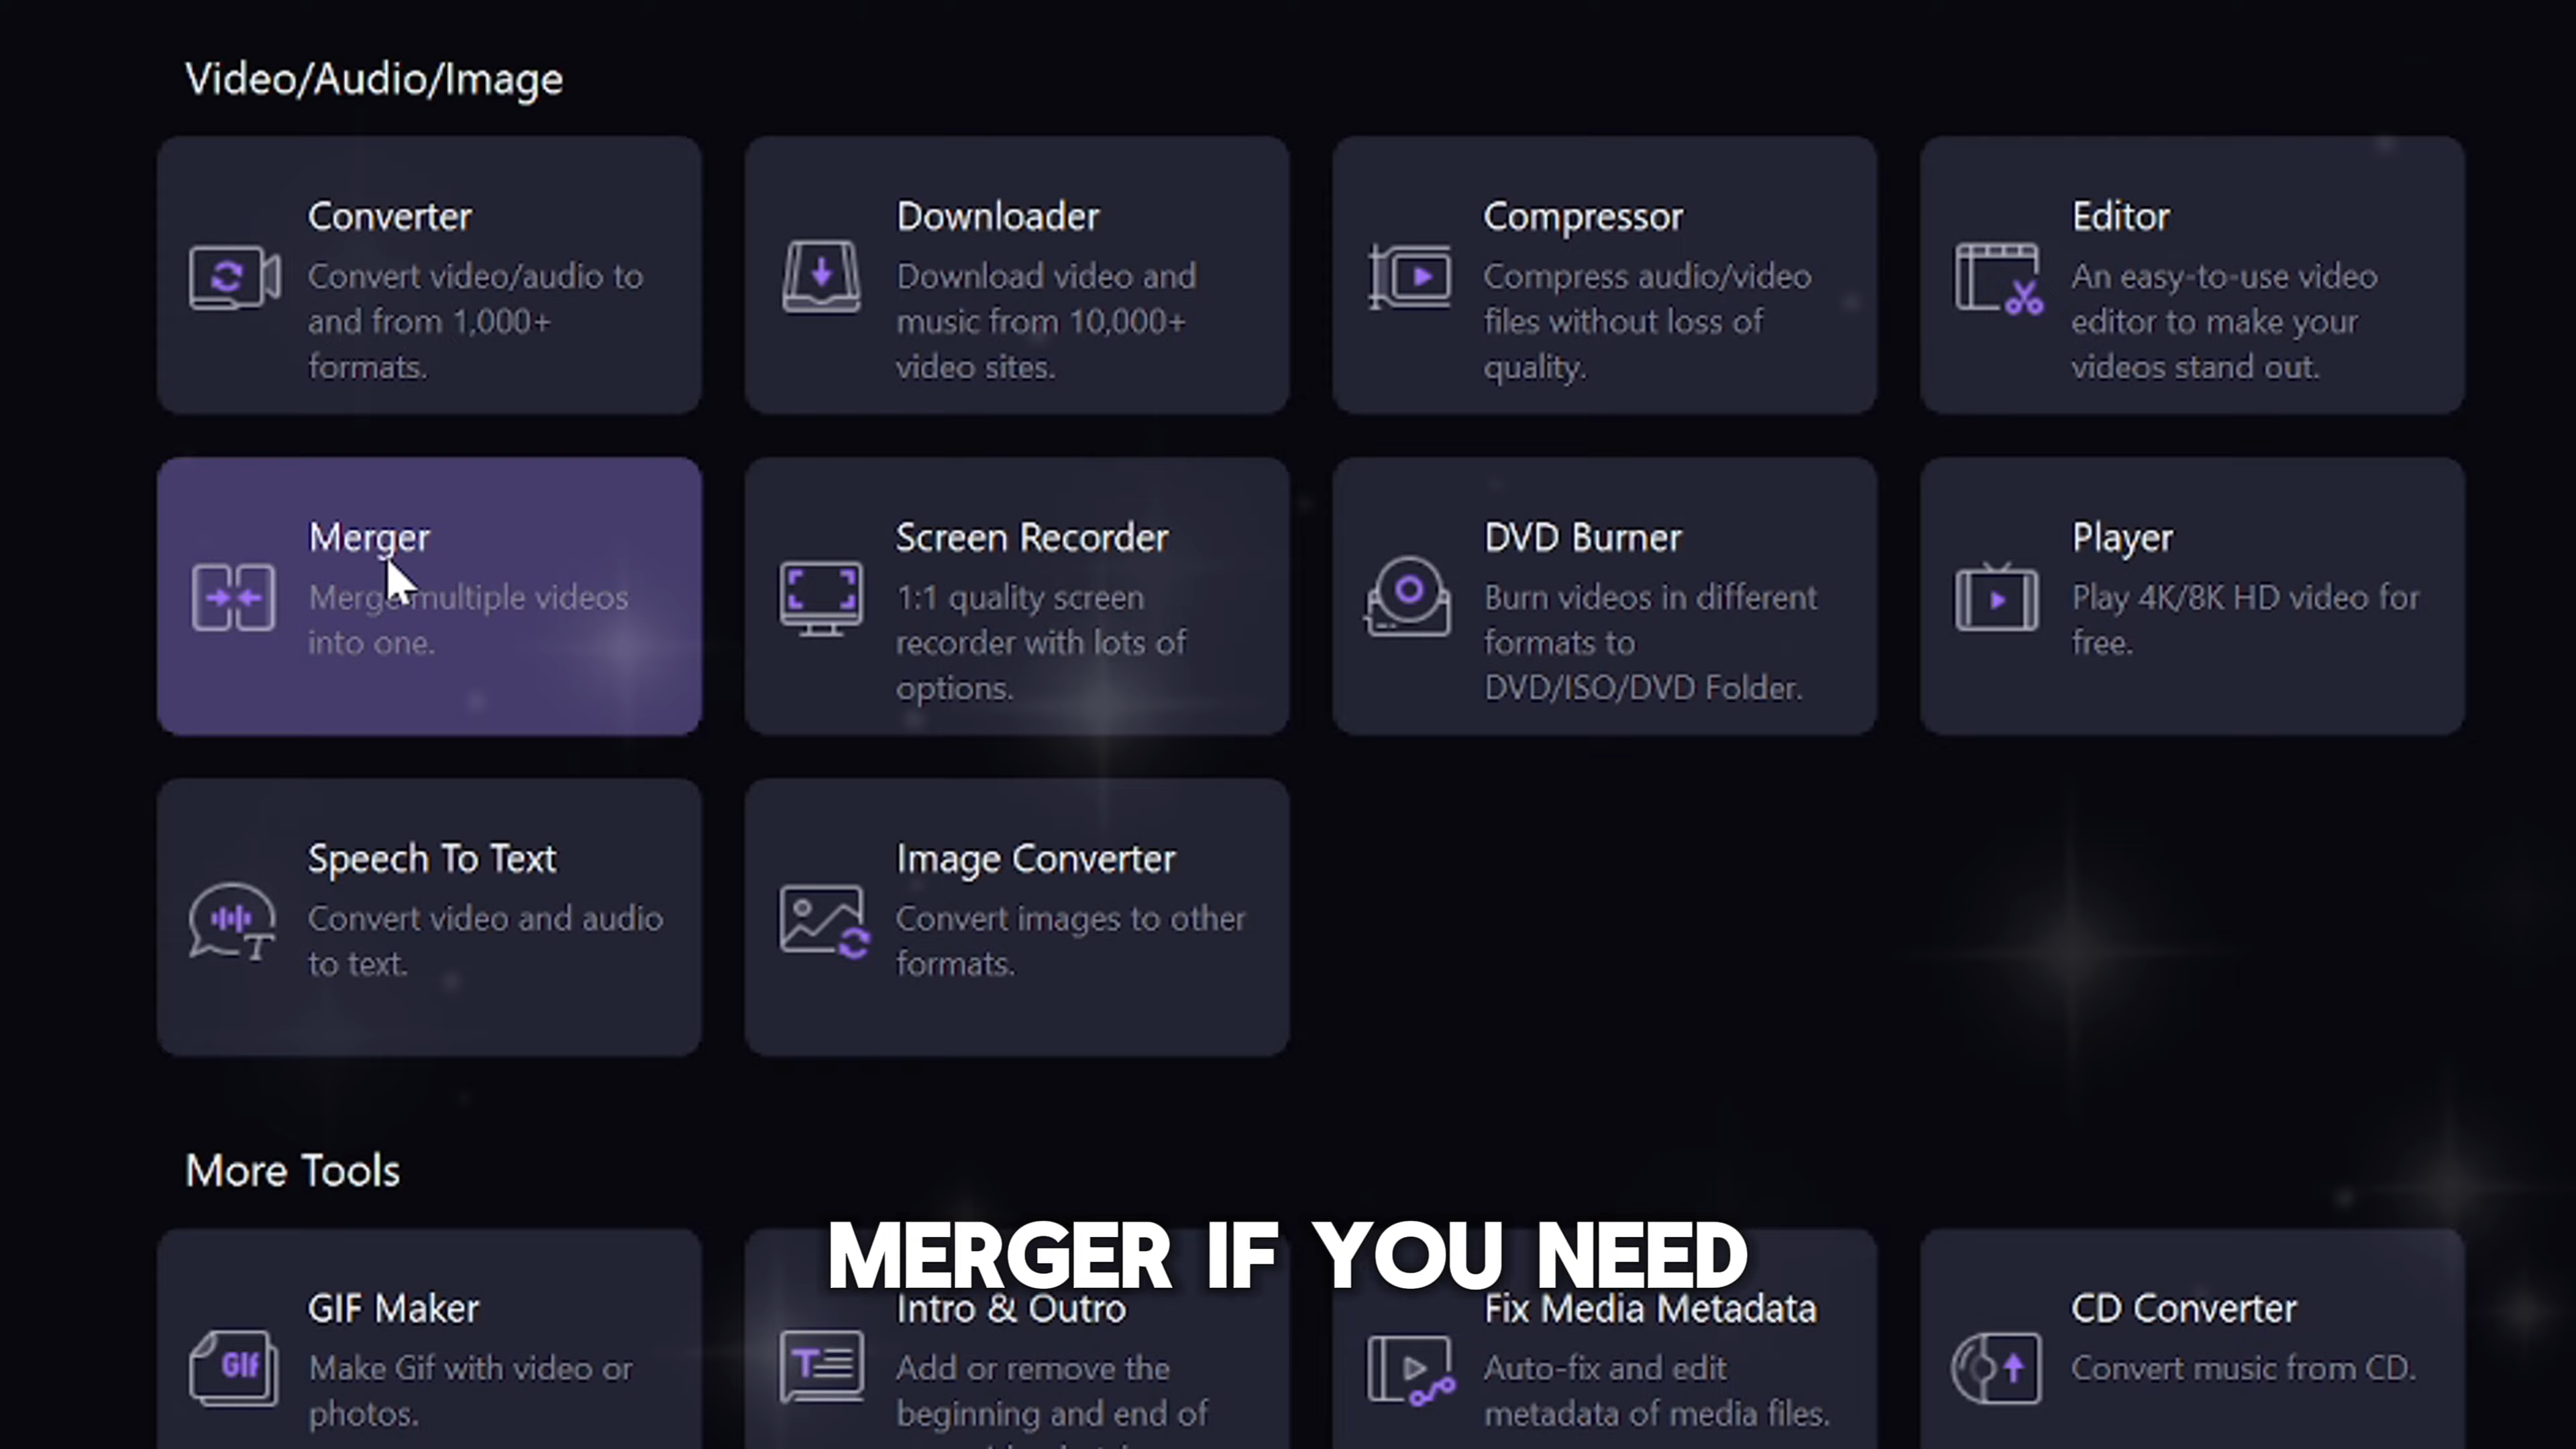 Video/Audio/Image
Converter
Convert video/audio to
and from 1,000+
formats.
Downloader
Download video and
music from 10,000+
video sites.
Compressor
Compress audio/video
files without loss of
quality.
Editor
An easy-to-use video
editor to make your
videos stand out.
Merger
Merge multiple videos
into one.
Screen Recorder
1:1 quality screen
recorder with lots of
options.
DVD Burner
Burn videos in different
formats to
DVD/ISO/DVD Folder.
Player
Play 4K/8K HD video for
free.
Speech To Text
Convert video and audio
to text.
Image Converter
Convert images to other
formats.
More Tools
MERGER IF YOU NEED
GIF Maker
Make Gif with video or
photos.
Intro & Outro
Add or remove the
beginning and end of
Fix Media Metadata
Auto-fix and edit
metadata of media files.
CD Converter
Convert music from CD.
GIf
T
T